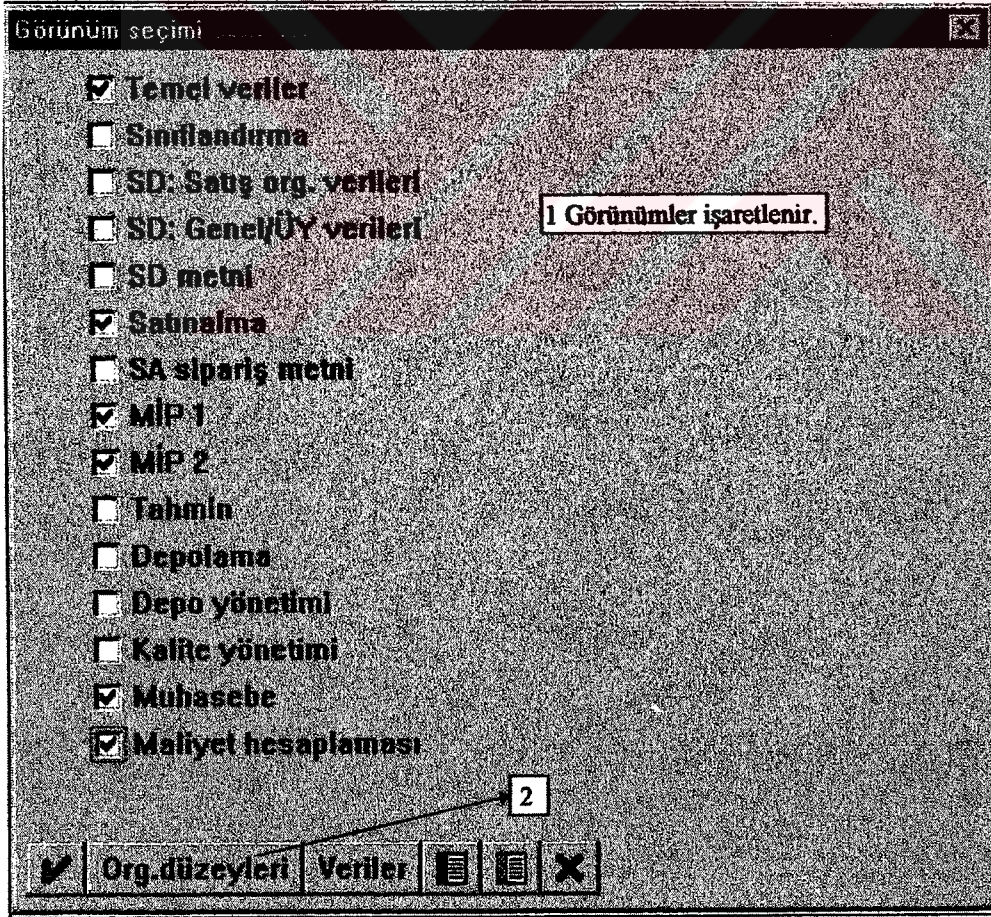 Görünüm seçimi
Temel veriler
Sınıflandırma
SD: Satış org. verileri
1 Görünümler işaretlenir.
SD: Genel/ÜY verileri
SD metni
Satınalma
SA sipariş metni
MİP 1
MİP 2
Tahmin
Depolama
Depo yönetimi
Kalite yönetimi
Muhasebe
Maliyet hesaplaması
2
Org.düzeyleri Veriler